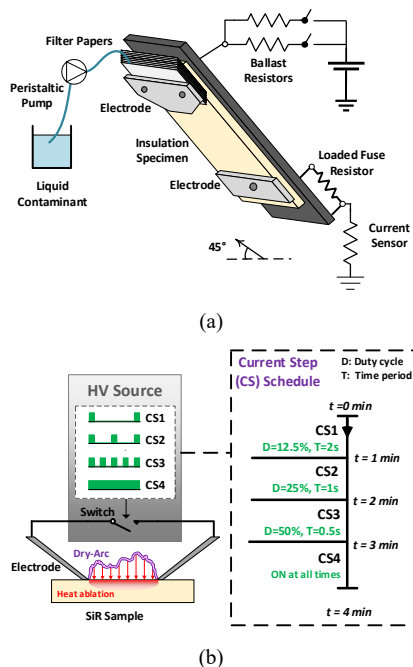 Filter Papers
Peristaltic
Pump
Electrode
Ballast
Resistors
Insulation
Specimen
Loaded Fuse
Resistor
Liquid
Contaminant
Electrode
Current
Sensor
45°
(a)
HV Source
CS1
CS2
CS3
CS4
Switch
Electrode
Dry-Arc
Heat ablation
SiR Sample
Current Step
(CS) Schedule
D: Duty cycle
T: Time period
t =0 min
CS1
D=12.5%, T=2s
t = 1 min
CS2
D=25%, T=1s
t = 2 min
CS3
D=50%, T=0.5s
t = 3 min
CS4
ON at all times
t = 4 min
(b)